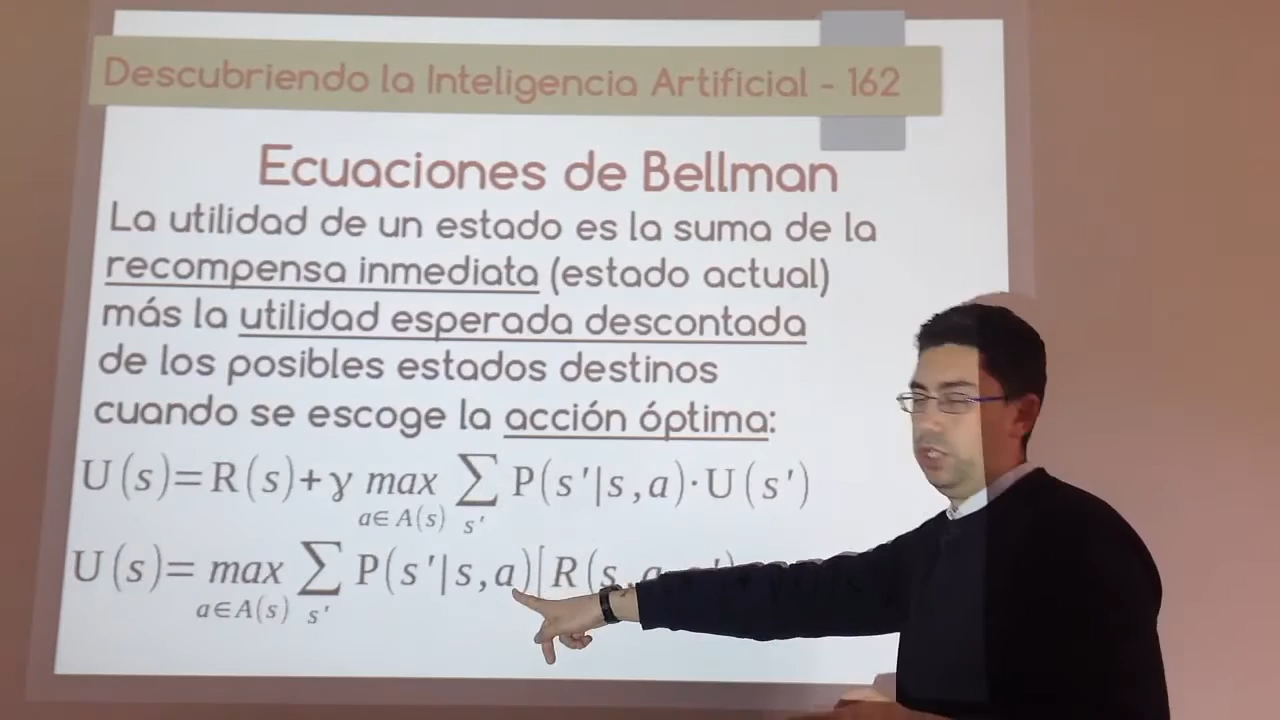 Descubriendo la Inteligencia Artificial - 162
Ecuaciones de Bellman
La utilidad de un estado es la suma de la
recompensa inmediata (estado actual)
más la utilidad esperada descontada
de los posibles estados destinos
cuando se escoge la acción óptima:
U(s)=R(s)+γ max a∈A(s) ∑ s' P(s'|s,a)·U(s')
U(s)= max a∈A(s) ∑ s' P(s'|s,a)[R(s,a,s')